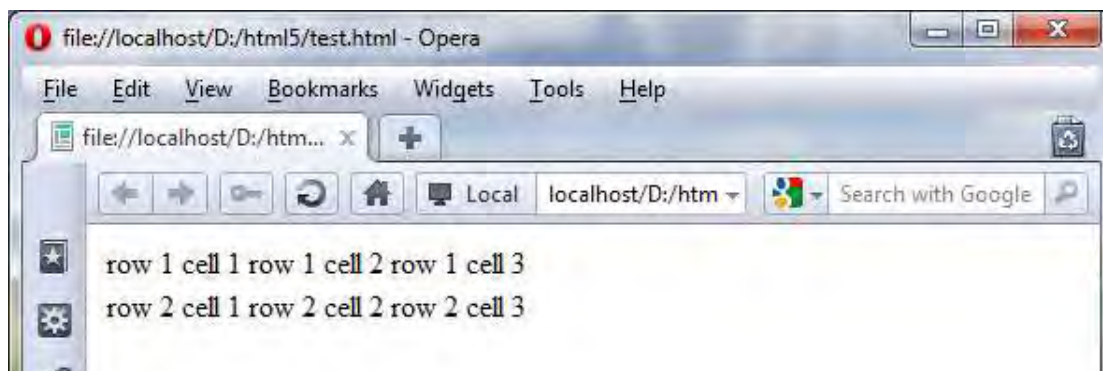 file://localhost/D:/html5/test.html - Opera
File Edit View Bookmarks Widgets Tools Help
file://localhost/D:/htm...
Local localhost/D:/htm Search with Google
row 1 cell 1 row 1 cell 2 row 1 cell 3
row 2 cell 1 row 2 cell 2 row 2 cell 3